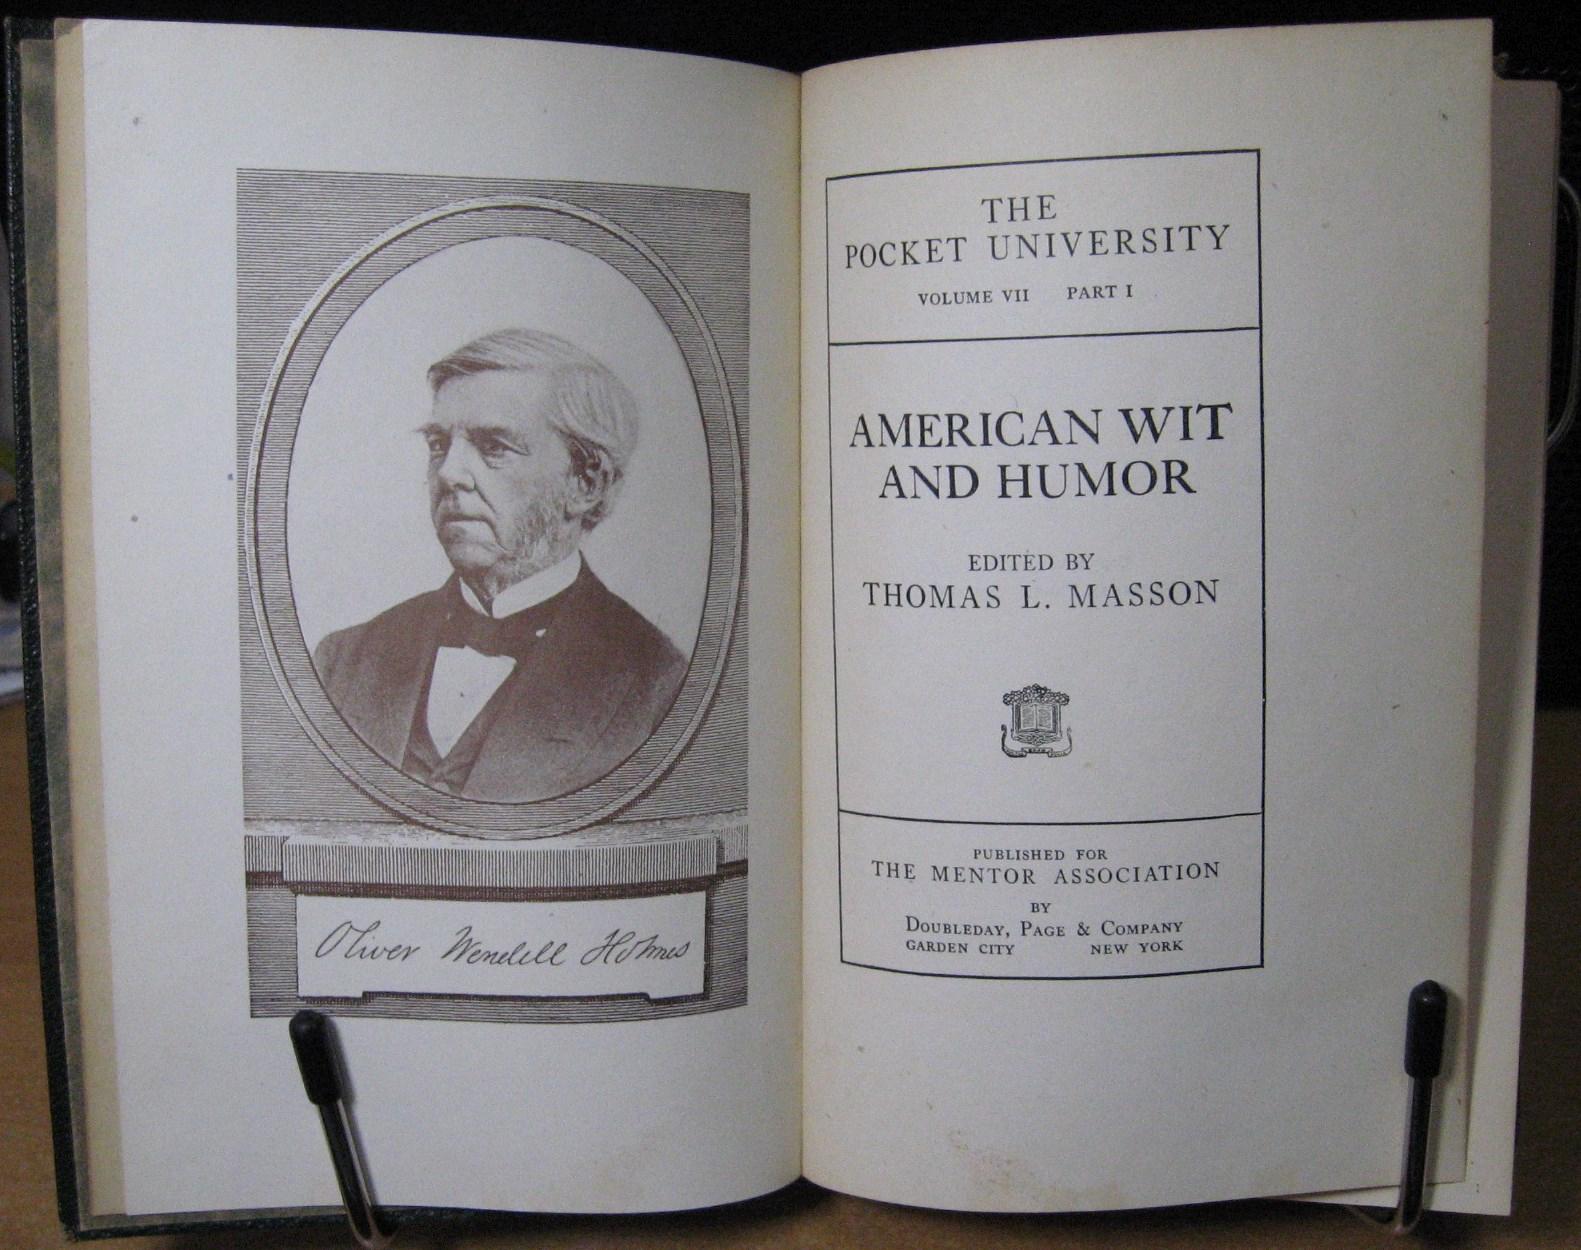 Oliver Wendell Holmes
THE
POCKET UNIVERSITY
VOLUME VII PART I
AMERICAN WIT
AND HUMOR
EDITED BY
THOMAS L. MASSON
PUBLISHED FOR
THE MENTOR ASSOCIATION
BY
DOUBLEDAY, PAGE & COMPANY
GARDEN CITY NEW YORK